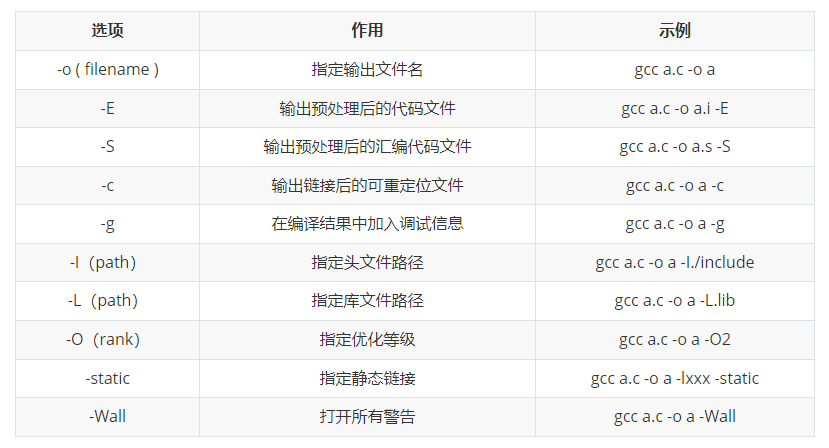 选项 作用 示例
-o ( filename ) 指定输出文件名 gcc a.c -o a
-E 输出预处理后的代码文件 gcc a.c -o a.i -E
-S 输出预处理后的汇编代码文件 gcc a.c -o a.s -S
-c 输出链接后的可重定位文件 gcc a.c -o a -c
-g 在编译结果中加入调试信息 gcc a.c -o a -g
-I（path） 指定头文件路径 gcc a.c -o a -I./include
-L（path） 指定库文件路径 gcc a.c -o a -L.lib
-O（rank） 指定优化等级 gcc a.c -o a -O2
-static 指定静态链接 gcc a.c -o a -lxxx -static
-Wall 打开所有警告 gcc a.c -o a -Wall